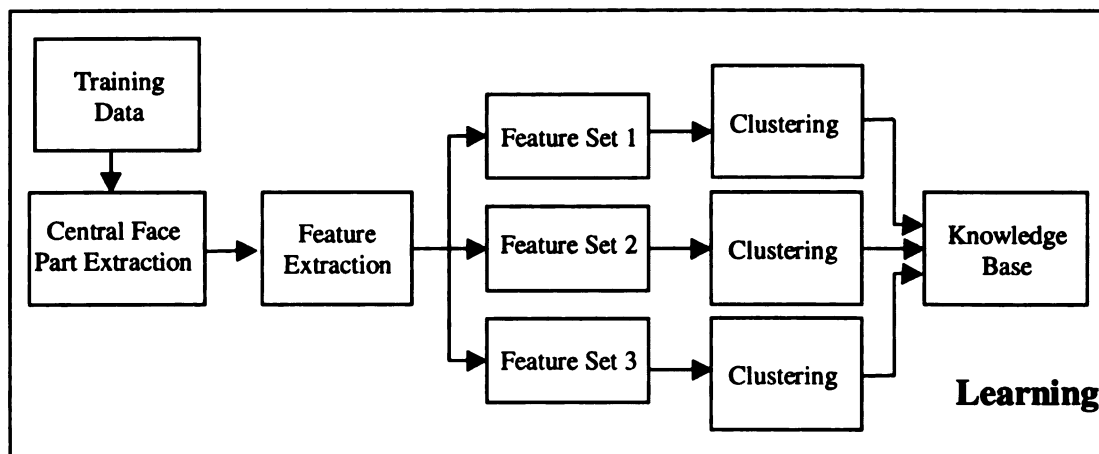 Training
Data
Central Face
Part Extraction
Feature
Extraction
Feature Set 1
Feature Set 2
Feature Set 3
Clustering
Clustering
Clustering
Knowledge
Base
Learning